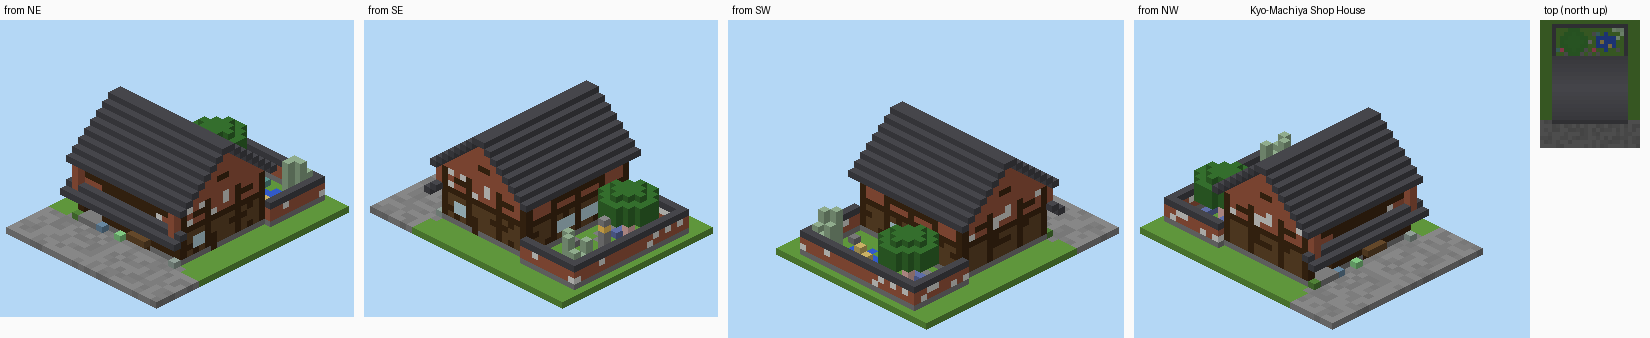 from NE
from SE
from SW
from NW
Kyo-Machiya Shop House
top (north up)